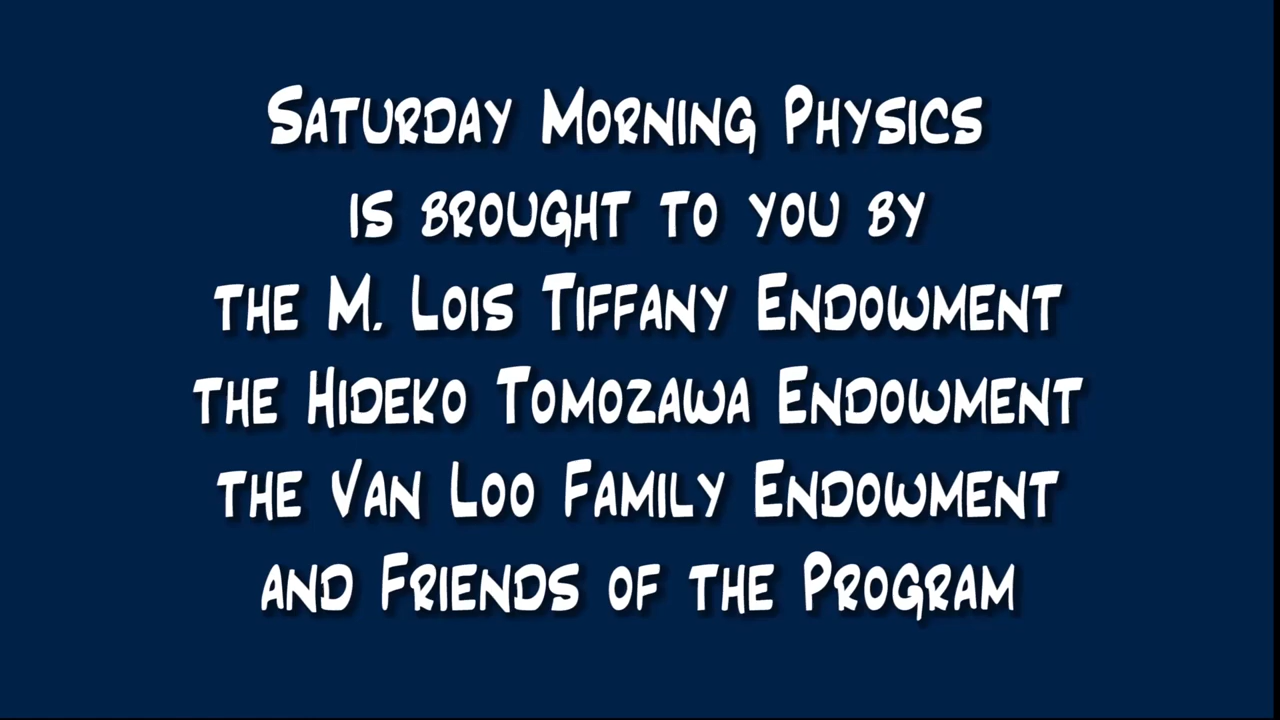 Saturday Morning Physics
is brought to you by
the M. Lois Tiffany Endowment
the Hideko Tomozawa Endowment
the Van Loo Family Endowment
and Friends of the Program